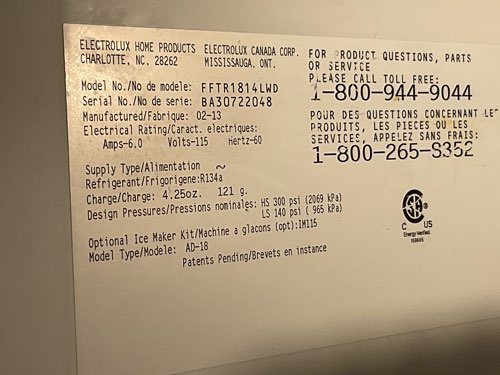 ELECTROLUX HOME PRODUCTS
CHARLOTTE, NC. 28262
ELECTROLUX CANADA CORP.
MISSISSAUGA, ONT.
FOR PRODUCT QUESTIONS, PARTS
OR SERVICE
PLEASE CALL TOLL FREE:
1-800-944-9044
POUR DES QUESTIONS CONCERNANT LE
PRODUITS, LES PIECES OU LES
SERVICES, APPELEZ SANS FRAIS:
1-800-265-8352
Model No./No de modele: FFTR1814LWD
Serial No./No de serie: BA30722048
Manufactured/Fabrique: 02-13
Electrical Rating/Caract. electriques:
Amps-6.0 Volts-115 Hertz-60
Supply Type/Alimentation ~
Refrigerant/Frigorigene:R134a
Charge/Charge: 4.25oz. 121 g.
Design Pressures/Pressions nominales: HS 300 psi (2069 kPa)
LS 140 psi ( 965 kPa)
Optional Ice Maker Kit/Machine a glacons (opt):IM115
Model Type/Modele: AD-18
Patents Pending/Brevets en instance
C US
Energy Verified